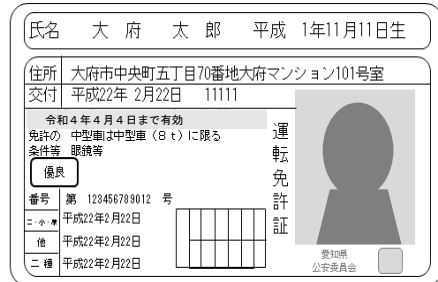 氏名 大府 太郎 平成 1年11月11日生
住所 大府市中央町五丁目70番地大府マンション101号室
交付 平成22年 2月22日 11111
令和4年4月4日まで有効
免許の 中型車は中型車(8t)に限る
条件等 眼鏡等
優良
番号 第 123456789012 号
二・小・原 平成22年2月22日
他 平成22年2月22日
二種 平成22年2月22日
運転免許証
愛知県
公安委員会